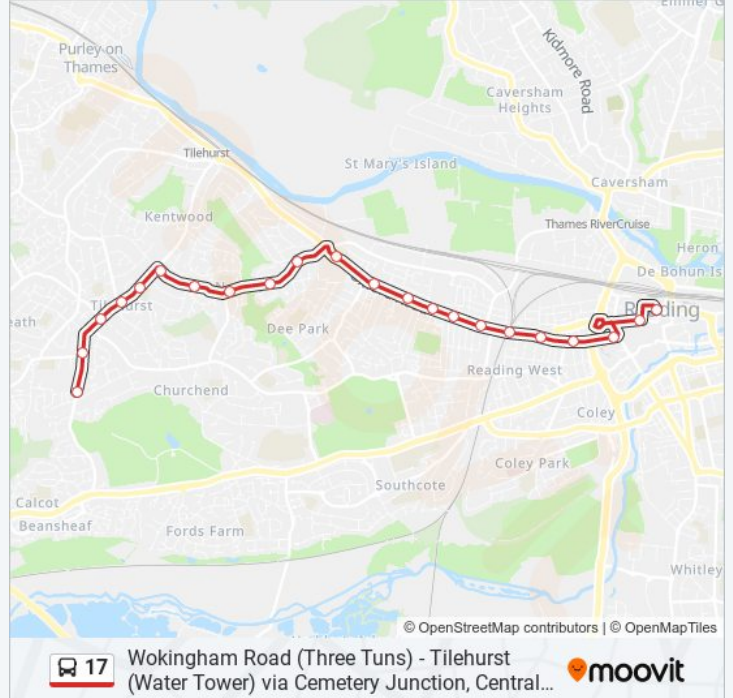 Elmer G
Purley on
Thames
Kidmore Road
Caversham
Heights
Tilehurst
St Mary's Island
Caversham
Kentwood
Thames RiverCruise
Heron
De Bohun Is
Reading
eath
Dee Park
Reading West
Churchend
Coley
Coley Park
Southcote
Calcot
Beansheaf
Fords Farm
Whitley
© OpenStreetMap contributors | © OpenMapTiles
17
Wokingham Road (Three Tuns) - Tilehurst
(Water Tower) via Cemetery Junction, Central...
moovit